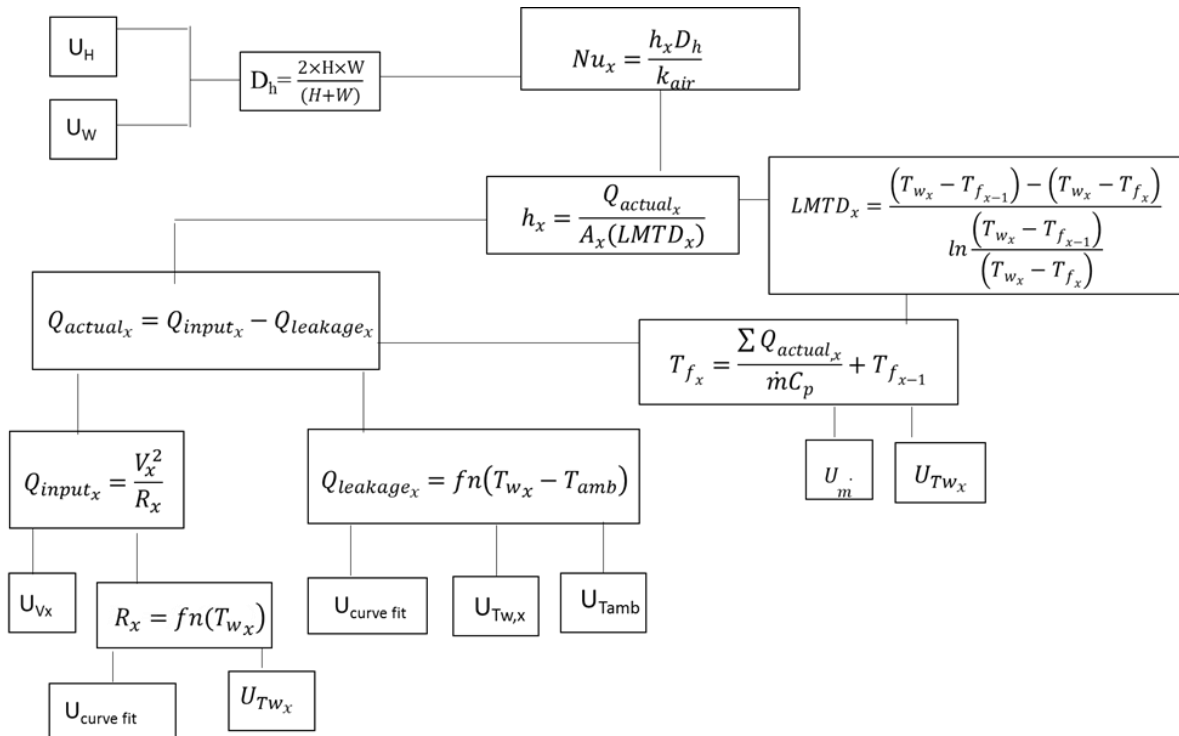 U_H
U_W
D_h= 2×H×W / (H+W)
Nu_x = h_x D_h / k_air
h_x = Q_actual_x / A_x(LMTD_x)
LMTD_x = (T_w_x − T_f_x−1) − (T_w_x − T_f_x) / ln (T_w_x − T_f_x−1) / (T_w_x − T_f_x)
Q_actual_x = Q_input_x − Q_leakage_x
T_f_x = ∑ Q_actual,x / ṁC_p + T_f_x−1
Q_input_x = V_x^2 / R_x
Q_leakage_x = fn(T_w_x − T_amb)
U_ṁ
U_Tw_x
U_Vx
R_x = fn(T_w_x)
U_curve fit
U_Tw,x
U_Tamb
U_curve fit
U_Tw_x